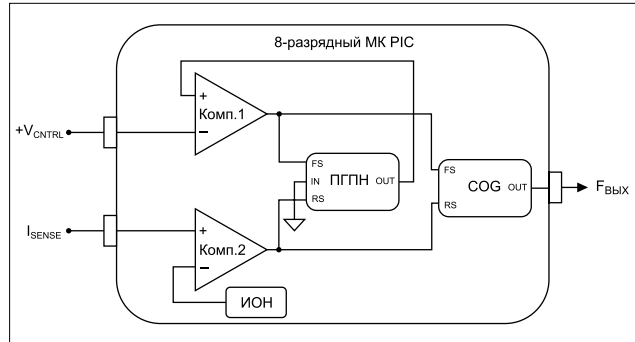 8-разрядный МК PIC
+
Комп.1
−
+V_CNTRL
FS
IN ПГПН OUT
RS
FS
COG OUT
RS
F_ВЫХ
I_SENSE
+
Комп.2
−
ИОН